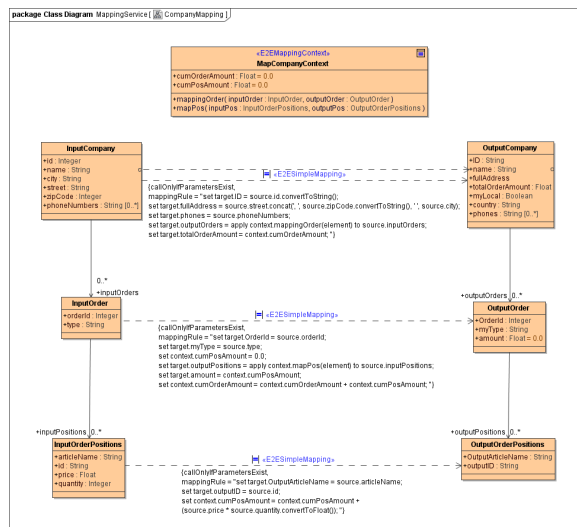 package Class Diagram MappingService [ CompanyMapping ]
«E2EMappingContext»
MapCompanyContext
+cumOrderAmount : Float = 0.0
+cumPosAmount : Float = 0.0
+mappingOrder( inputOrder : InputOrder, outputOrder : OutputOrder )
+mapPos( inputPos : InputOrderPositions, outputPos : OutputOrderPositions )
InputCompany
+id : Integer
+name : String
+city : String
+street : String
+zipCode : Integer
+phoneNumbers : String [0..*]
«E2ESimpleMapping»
{callOnlyIfParametersExist,
mappingRule = "set target.ID = source.id.convertToString();
set target.fullAddress = source.street.concat(', ', source.zipCode.convertToString(), ' ', source.city);
set target.phones = source.phoneNumbers;
set target.outputOrders = apply context.mappingOrder(element) to source.inputOrders;
set target.totalOrderAmount = context.cumOrderAmount; "}
OutputCompany
+ID : String
+name : String
+fullAddress
+totalOrderAmount : Float
+myLocal : Boolean
+country : String
+phones : String [0..*]
0..*
+inputOrders
+outputOrders 0..*
InputOrder
+orderId : Integer
+type : String
«E2ESimpleMapping»
{callOnlyIfParametersExist,
mappingRule = "set target.OrderId = source.orderId;
set target.myType = source.type;
set context.cumPosAmount = 0.0;
set target.outputPositions = apply context.mapPos(element) to source.inputPositions;
set target.amount = context.cumPosAmount;
set context.cumOrderAmount = context.cumOrderAmount + context.cumPosAmount; "}
OutputOrder
+OrderId : Integer
+myType : String
+amount : Float = 0.0
+inputPositions 0..*
+outputPositions 0..*
InputOrderPositions
+articleName : String
+id : String
+price : Float
+quantity : Integer
«E2ESimpleMapping»
{callOnlyIfParametersExist,
mappingRule = "set target.OutputArticleName = source.articleName;
set target.outputID = source.id;
set context.cumPosAmount = context.cumPosAmount +
(source.price * source.quantity.convertToFloat()); "}
OutputOrderPositions
+OutputArticleName : String
+outputID : String